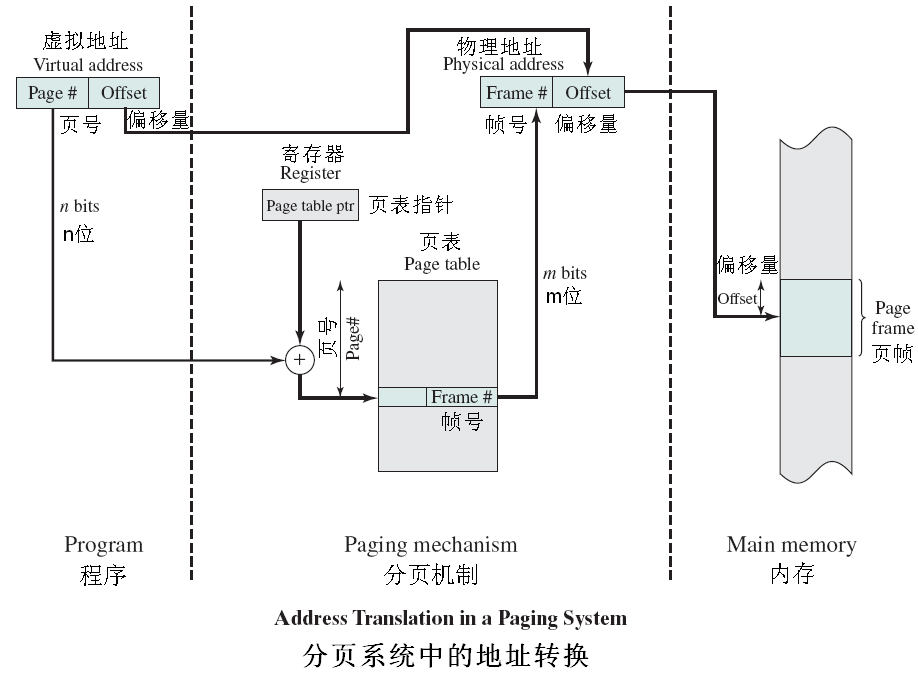 虚拟地址
Virtual address
Page #
Offset
页号
偏移量
n bits
n位
物理地址
Physical address
Frame #
Offset
帧号
偏移量
寄存器
Register
Page table ptr
页表指针
页表
Page table
页号
Page#
m bits
m位
Frame #
帧号
偏移量
Offset
Page
frame
页帧
Program
程序
Paging mechanism
分页机制
Main memory
内存
Address Translation in a Paging System
分页系统中的地址转换